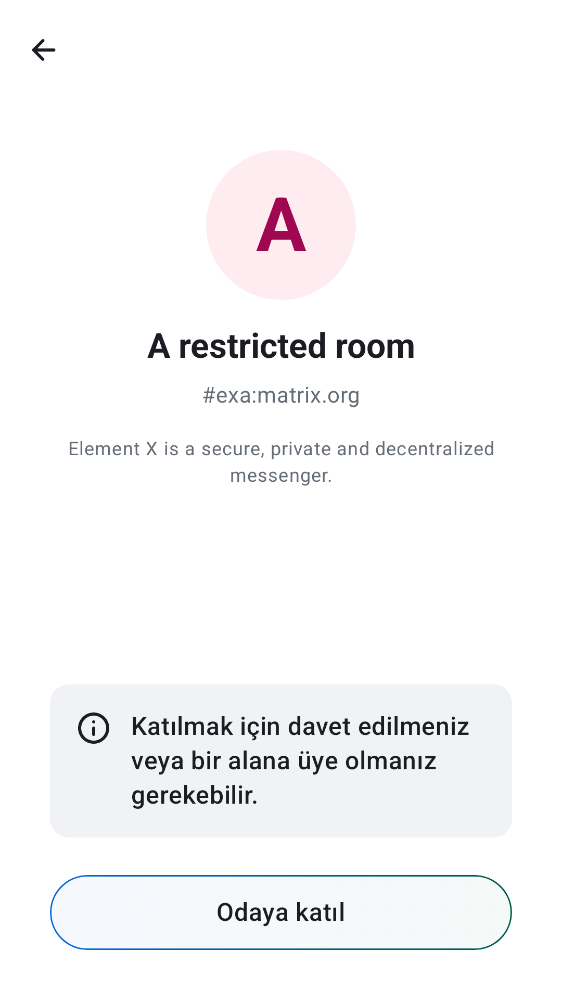 A
A restricted room
#exa:matrix.org
Element X is a secure, private and decentralized
messenger.
Katılmak için davet edilmeniz
veya bir alana üye olmanız
gerekebilir.
Odaya katıl